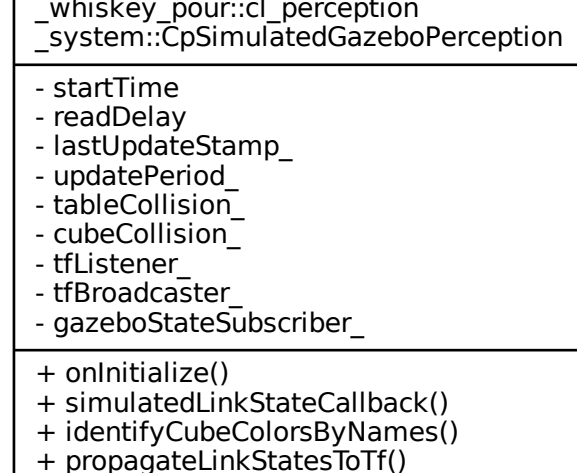 _whiskey_pour::cl_perception
_system::CpSimulatedGazeboPerception
- startTime
- readDelay
- lastUpdateStamp_
- updatePeriod_
- tableCollision_
- cubeCollision_
- tfListener_
- tfBroadcaster_
- gazeboStateSubscriber_
+ onInitialize()
+ simulatedLinkStateCallback()
+ identifyCubeColorsByNames()
+ propagateLinkStatesToTf()